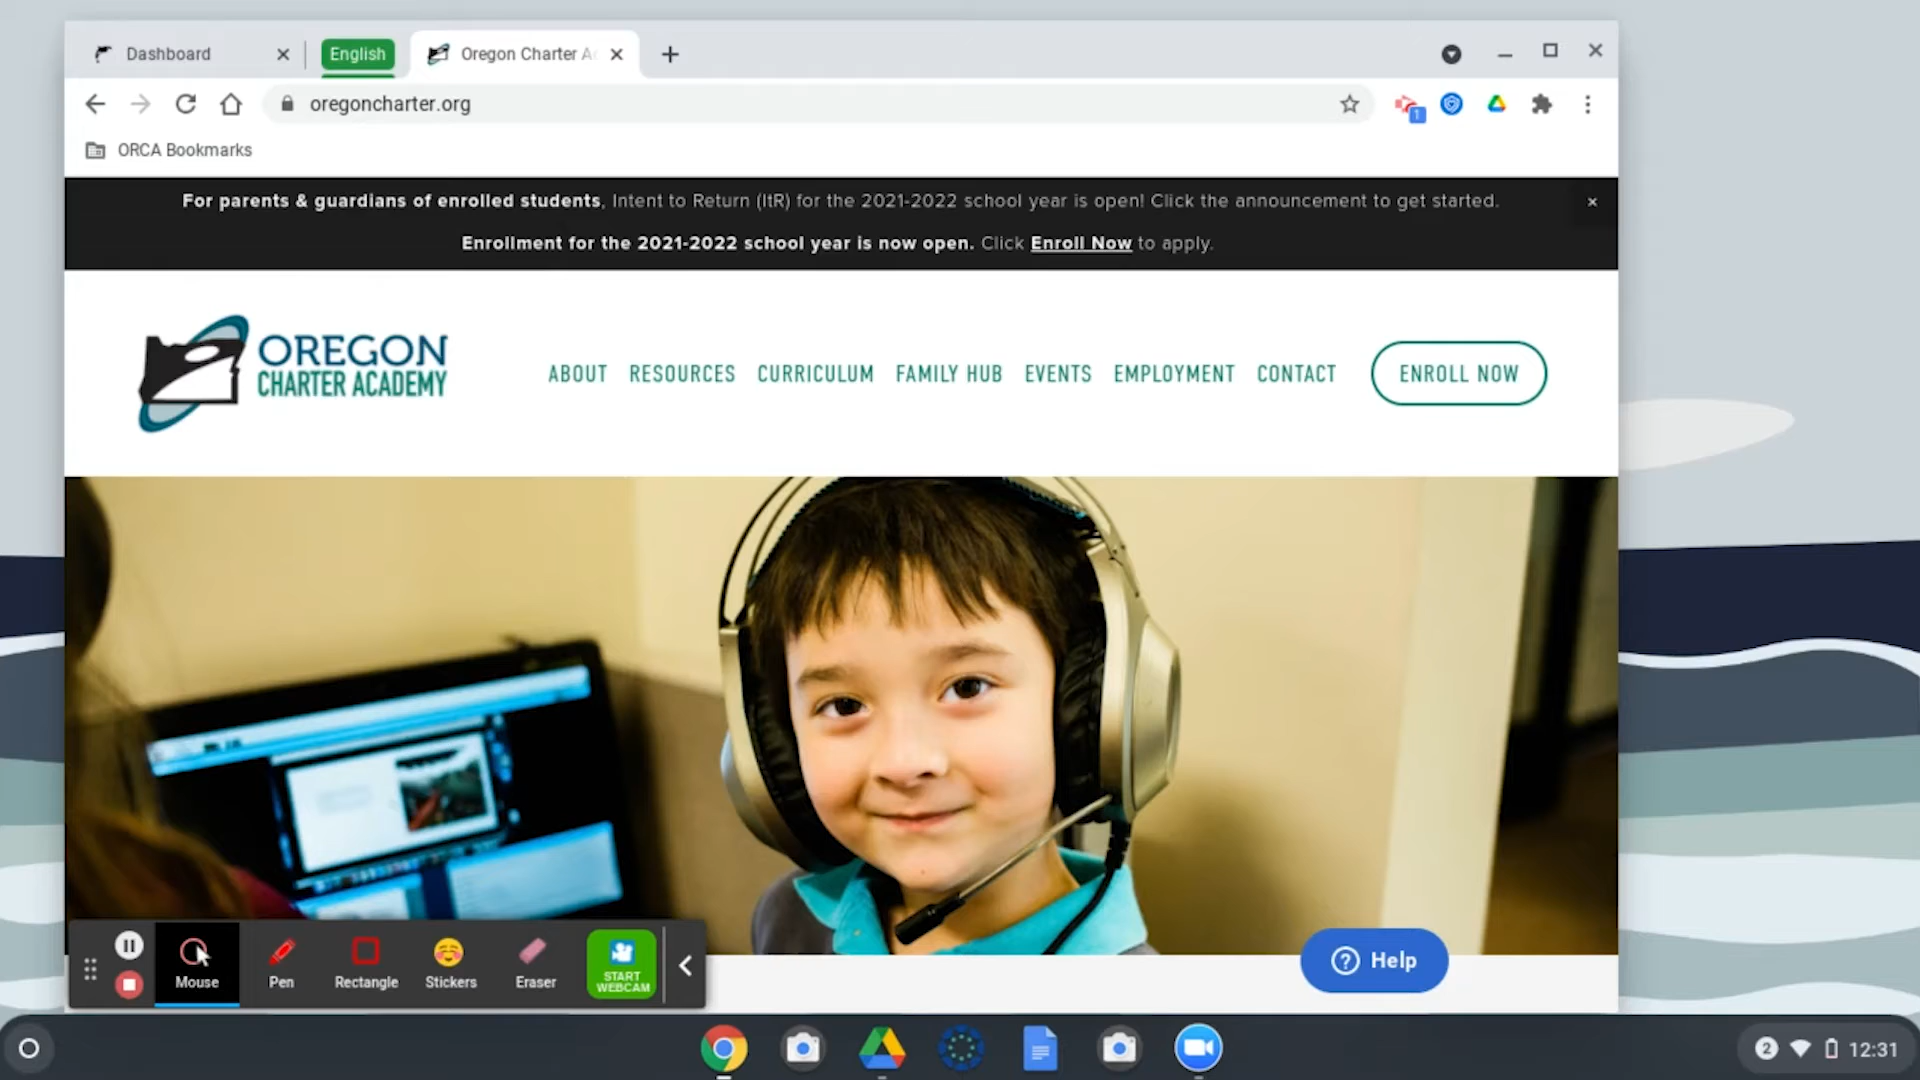 Dashboard
English
Oregon Charter A
oregoncharter.org
1
ORCA Bookmarks
For parents & guardians of enrolled students, Intent to Return (ItR) for the 2021-2022 school year is open! Click the announcement to get started.
Enrollment for the 2021-2022 school year is now open. Click Enroll Now to apply.
OREGON
CHARTER ACADEMY
ABOUT RESOURCES CURRICULUM FAMILY HUB EVENTS EMPLOYMENT CONTACT ENROLL NOW
Help
Mouse
Pen
Rectangle
Stickers
Eraser
START
WEBCAM
2 12:31